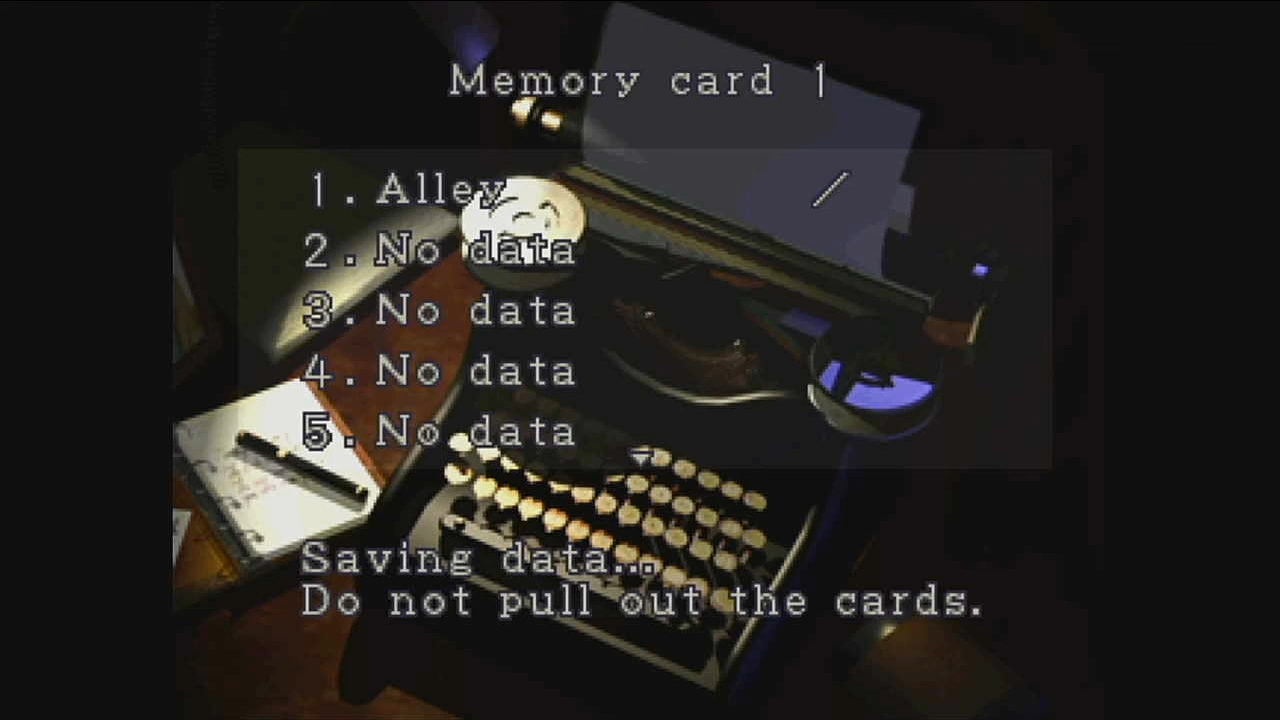 Memory card 1
1. Alley /
2. No data
3. No data
4. No data
5. No data
Saving data...
Do not pull out the cards.